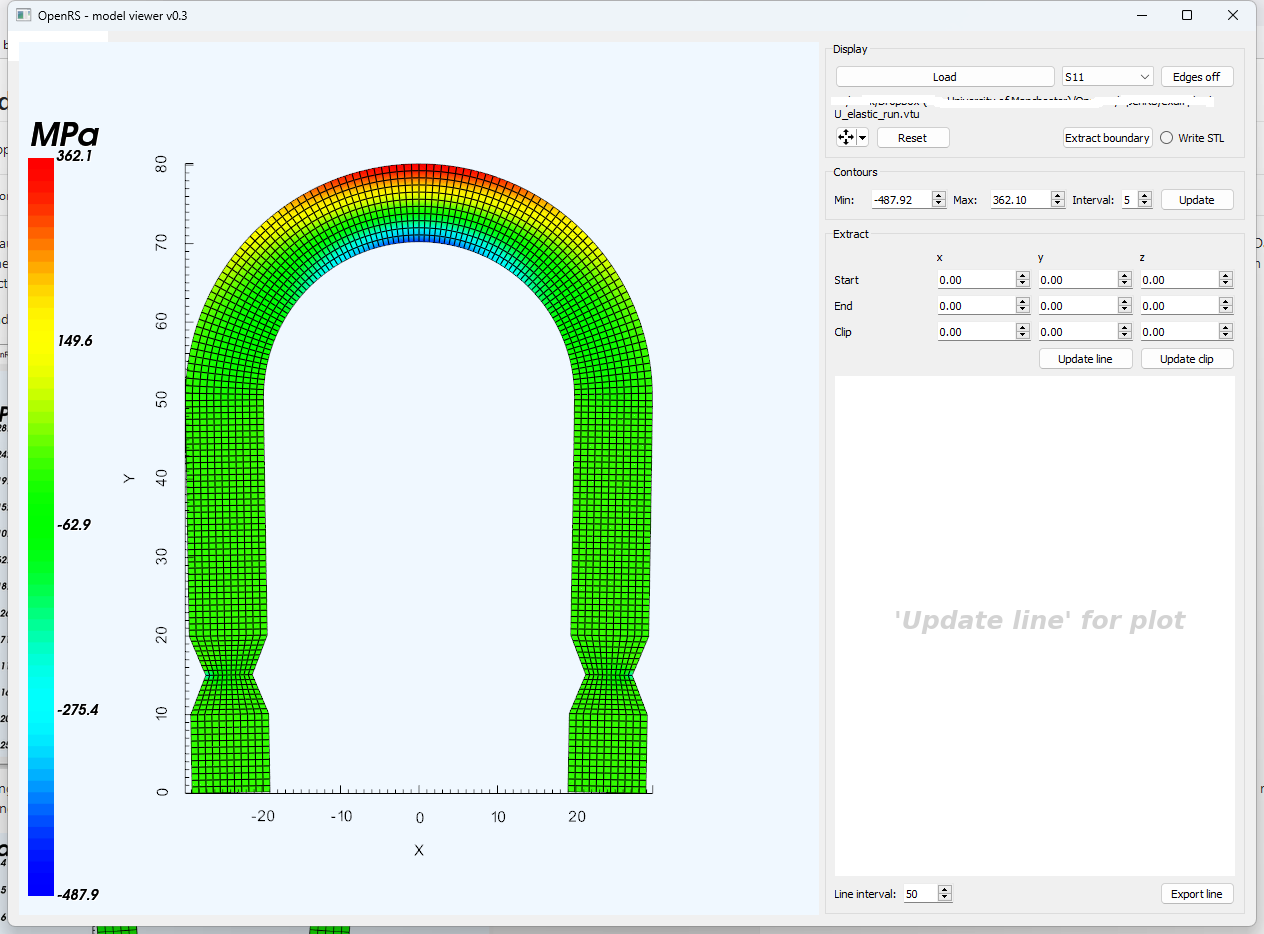 OpenRS - model viewer v0.3
MPa
362.1
149.6
-62.9
-275.4
-487.9
80
70
60
50
40
30
20
10
0
Y
-20 -10 0 10 20
X
Display
Load S11 Edges off
U_elastic_run.vtu
Reset Extract boundary Write STL
Contours
Min: -487.92 Max: 362.10 Interval: 5 Update
Extract
x y z
Start 0.00 0.00 0.00
End 0.00 0.00 0.00
Clip 0.00 0.00 0.00
Update line Update clip
'Update line' for plot
Line interval: 50 Export line